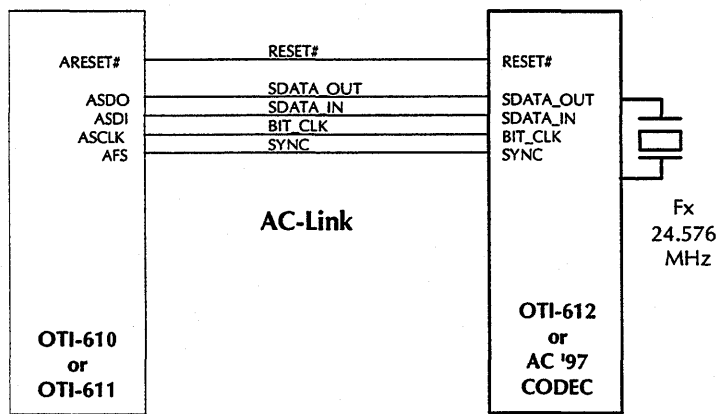 RESET#
ARESET#
RESET#
SDATA_OUT
ASDO
SDATA_OUT
SDATA_IN
ASDI
SDATA_IN
BIT_CLK
ASCLK
BIT_CLK
SYNC
AFS
SYNC
AC-Link
Fx
24.576
MHz
OTI-610
or
OTI-611
OTI-612
or
AC '97
CODEC